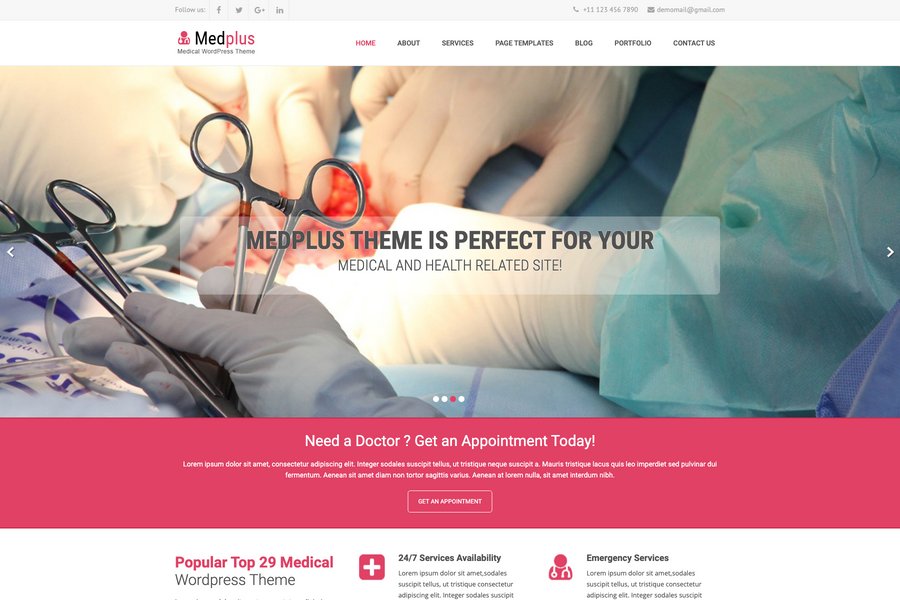 Follow us:
+11 123 456 7890
demomail@gmail.com
Medplus
Medical WordPress Theme
HOME
ABOUT
SERVICES
PAGE TEMPLATES
BLOG
PORTFOLIO
CONTACT US
MEDPLUS THEME IS PERFECT FOR YOUR
MEDICAL AND HEALTH RELATED SITE!
Need a Doctor ? Get an Appointment Today!
Lorem ipsum dolor sit amet, consectetur adipiscing elit. Integer sodales suscipit tellus, ut tristique neque suscipit a. Mauris tristique lacus quis leo imperdiet sed pulvinar dui
fermentum. Aenean sit amet diam non tortor sagittis varius. Aenean at lorem nulla, sit amet interdum nibh.
GET AN APPOINTMENT
Popular Top 29 Medical
Wordpress Theme
24/7 Services Availability
Lorem ipsum dolor sit amet,sodales
suscipit tellus, ut tristique consectetur
adipiscing elit. Integer sodales suscipit
Emergency Services
Lorem ipsum dolor sit amet,sodales
suscipit tellus, ut tristique consectetur
adipiscing elit. Integer sodales suscipit